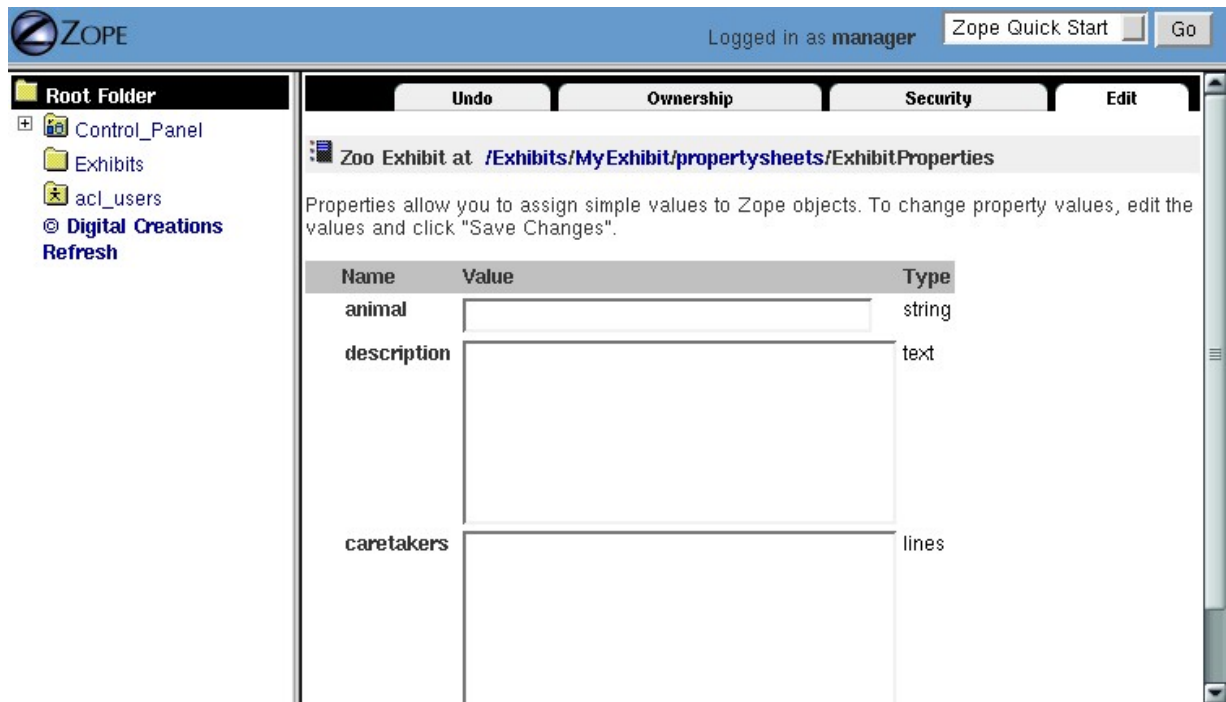 ZOPE
Logged in as manager
Zope Quick Start
Go
Root Folder
Control_Panel
Exhibits
acl_users
© Digital Creations
Refresh
Undo
Ownership
Security
Edit
Zoo Exhibit at /Exhibits/MyExhibit/propertysheets/ExhibitProperties
Properties allow you to assign simple values to Zope objects. To change property values, edit the
values and click "Save Changes".
Name Value Type
animal string
description text
caretakers lines